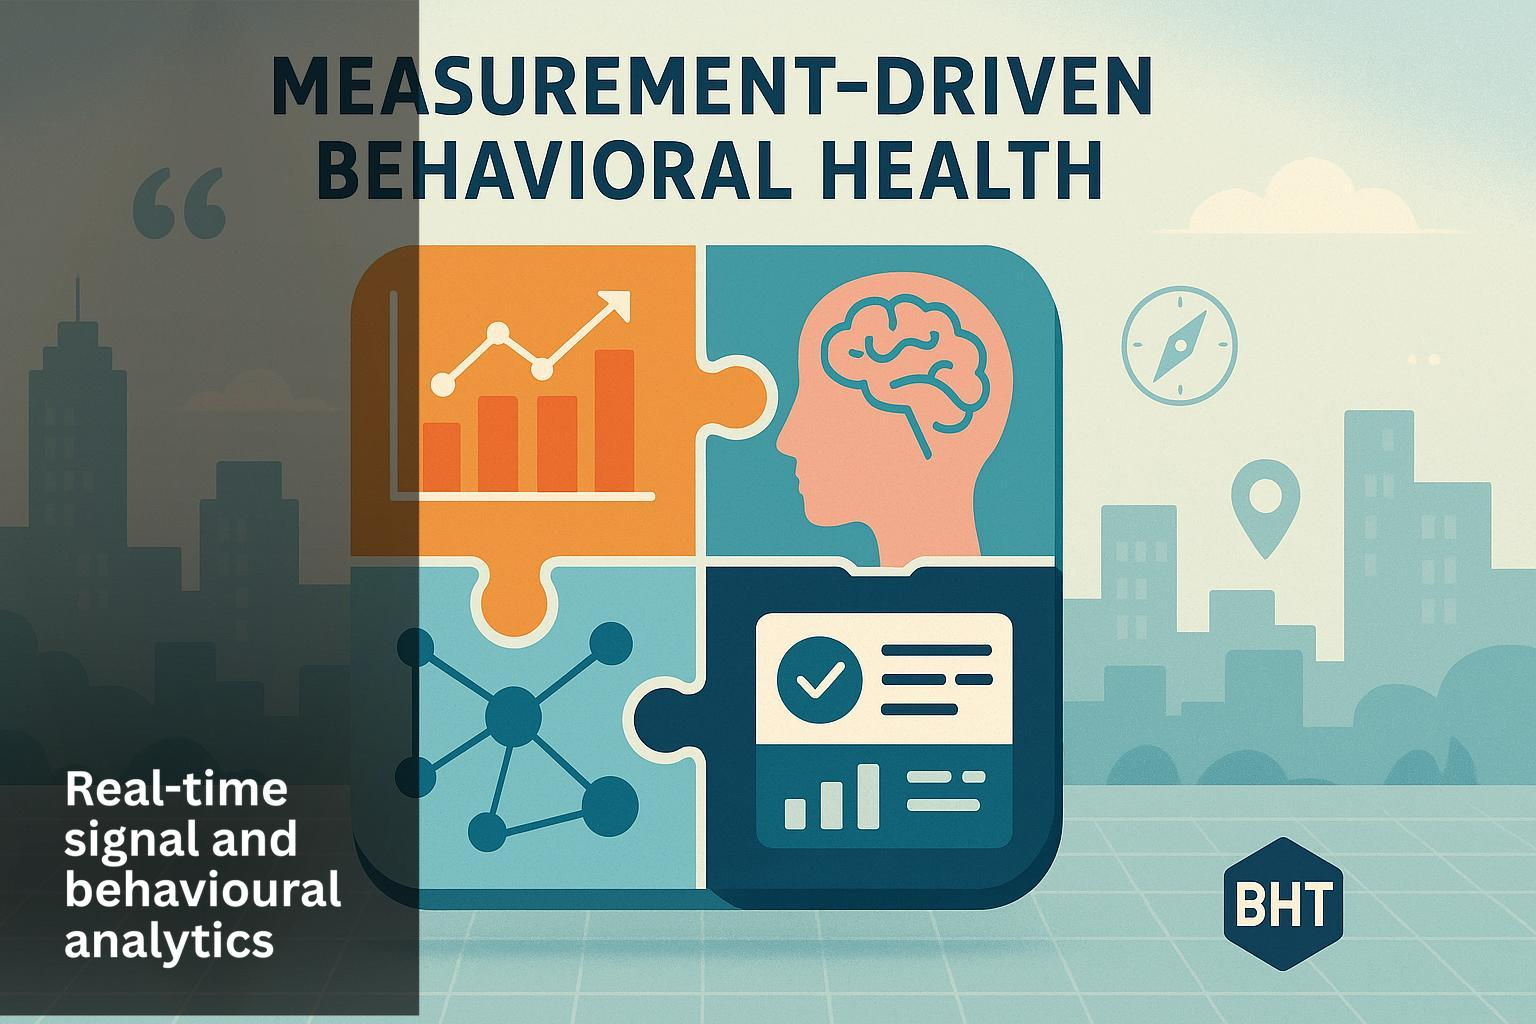 MEASUREMENT-DRIVEN
BEHAVIORAL HEALTH
“
Real-time
signal and
behavioural
analytics
BHT